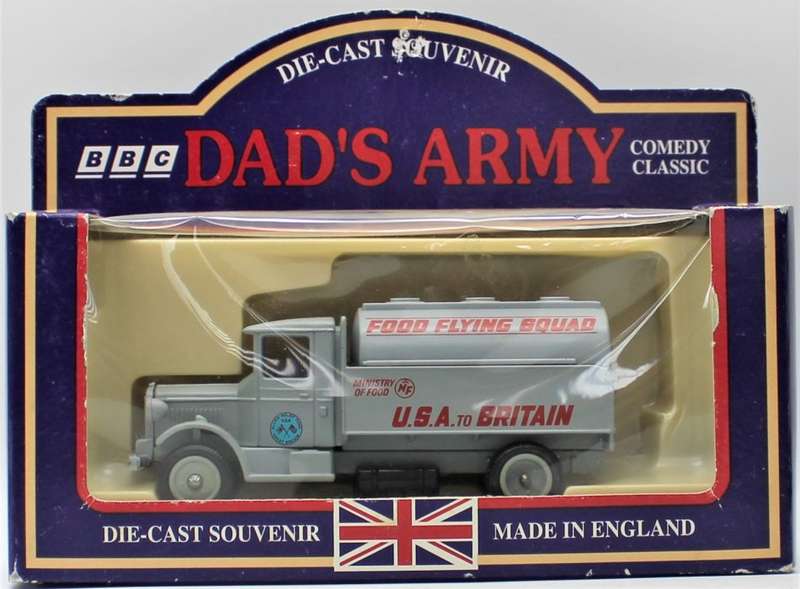 DIE-CAST SOUVENIR
BBC DAD'S ARMY COMEDY CLASSIC
FOOD FLYING SQUAD
MINISTRY OF FOOD MF
U.S.A. TO BRITAIN
DIE-CAST SOUVENIR
MADE IN ENGLAND